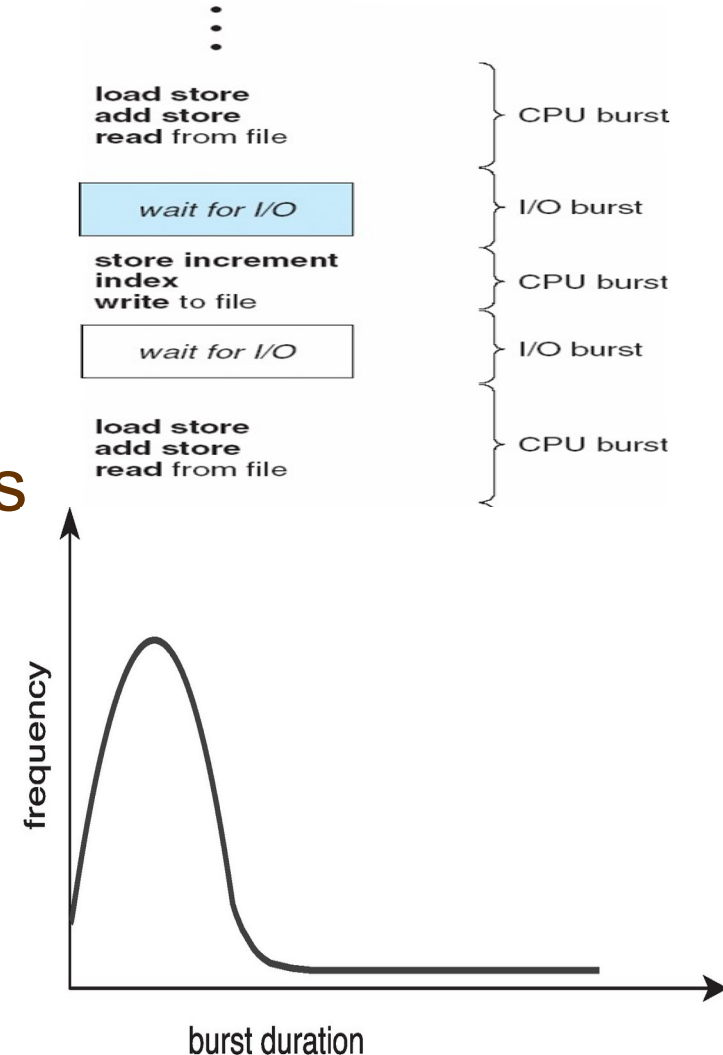 load store
add store
read from file
CPU burst
wait for I/O
I/O burst
store increment
index
write to file
CPU burst
wait for I/O
I/O burst
load store
add store
read from file
CPU burst
s
frequency
burst duration